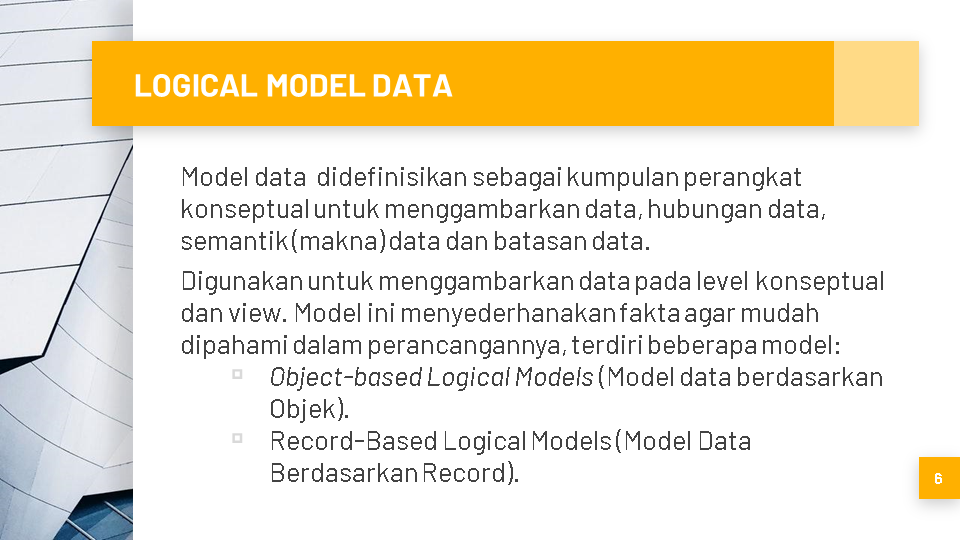 LOGICAL MODEL DATA
Model data didefinisikan sebagai kumpulan perangkat
konseptual untuk menggambarkan data, hubungan data,
semantik (makna) data dan batasan data.
Digunakan untuk menggambarkan data pada level konseptual
dan view. Model ini menyederhanakan fakta agar mudah
dipahami dalam perancangannya, terdiri beberapa model:
Object-based Logical Models (Model data berdasarkan
Objek).
Record-Based Logical Models (Model Data
Berdasarkan Record).
6